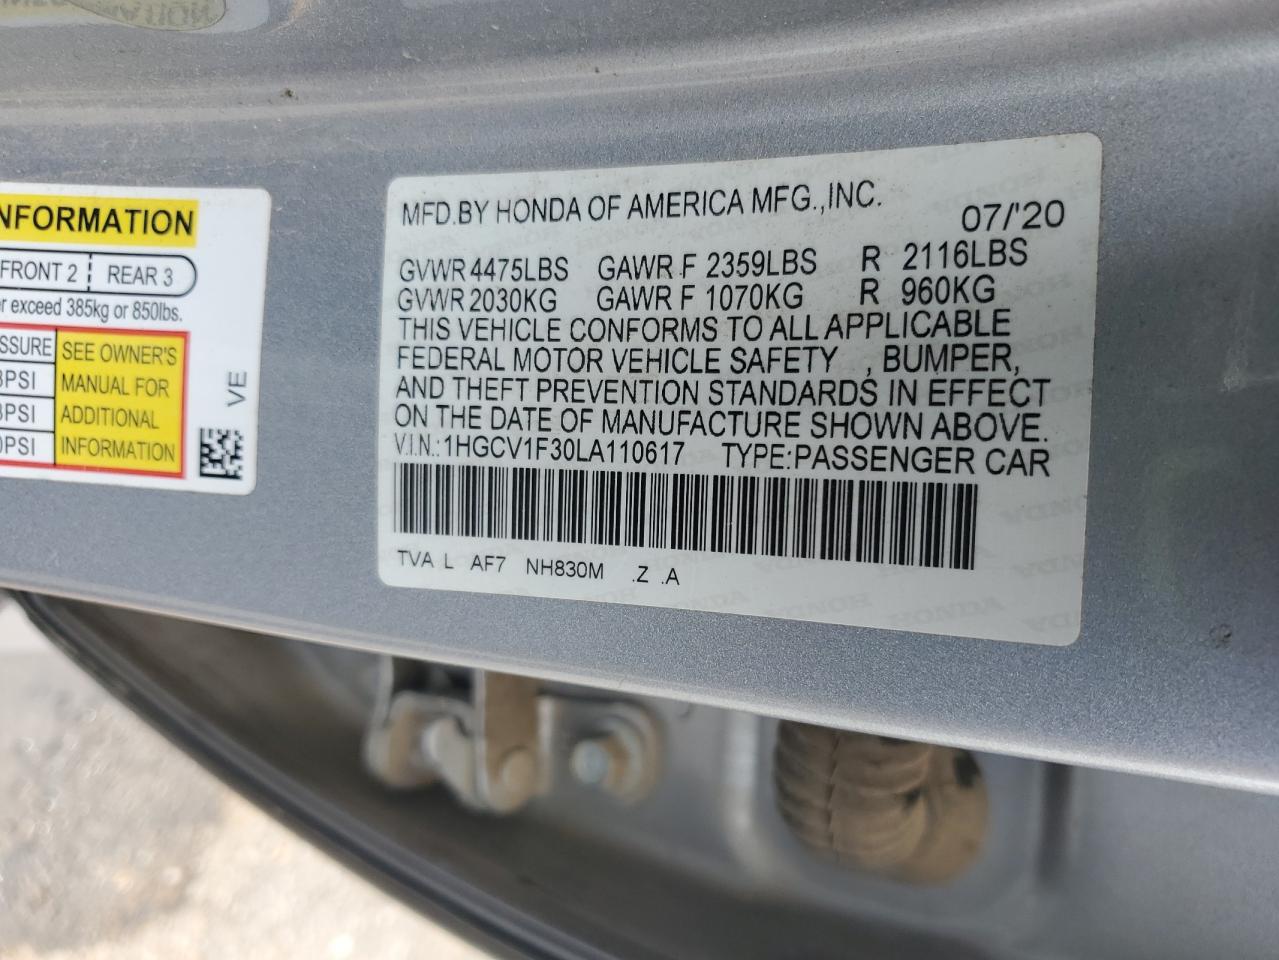 NFORMATION
FRONT 2 REAR 3
exceed 385kg or 850lbs.
SSURE
PSI
PSI
PSI
SEE OWNER'S
MANUAL FOR
ADDITIONAL
INFORMATION
VE
MFD.BY HONDA OF AMERICA MFG.,INC.
07/'20
GVWR 4475LBS GAWR F 2359LBS R 2116LBS
GVWR 2030KG GAWR F 1070KG R 960KG
THIS VEHICLE CONFORMS TO ALL APPLICABLE
FEDERAL MOTOR VEHICLE SAFETY , BUMPER,
AND THEFT PREVENTION STANDARDS IN EFFECT
ON THE DATE OF MANUFACTURE SHOWN ABOVE.
V.I.N.:1HGCV1F30LA110617 TYPE:PASSENGER CAR
TVA L AF7 NH830M .Z .A